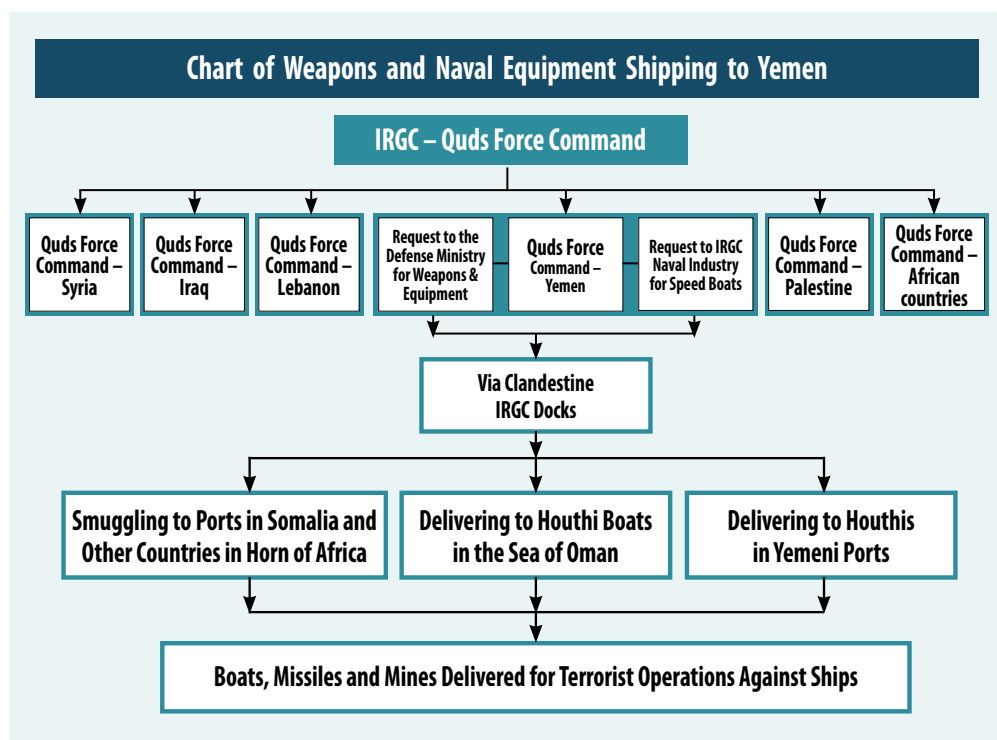 Chart of Weapons and Naval Equipment Shipping to Yemen
IRGC – Quds Force Command
Quds Force
Command –
Syria
Quds Force
Command –
Iraq
Quds Force
Command –
Lebanon
Request to the
Defense Ministry
for Weapons &
Equipment
Quds Force
Command –
Yemen
Request to IRGC
Naval Industry
for Speed Boats
Quds Force
Command –
Palestine
Quds Force
Command –
African
countries
Via Clandestine
IRGC Docks
Smuggling to Ports in Somalia and
Other Countries in Horn of Africa
Delivering to Houthi Boats
in the Sea of Oman
Delivering to Houthis
in Yemeni Ports
Boats, Missiles and Mines Delivered for Terrorist Operations Against Ships